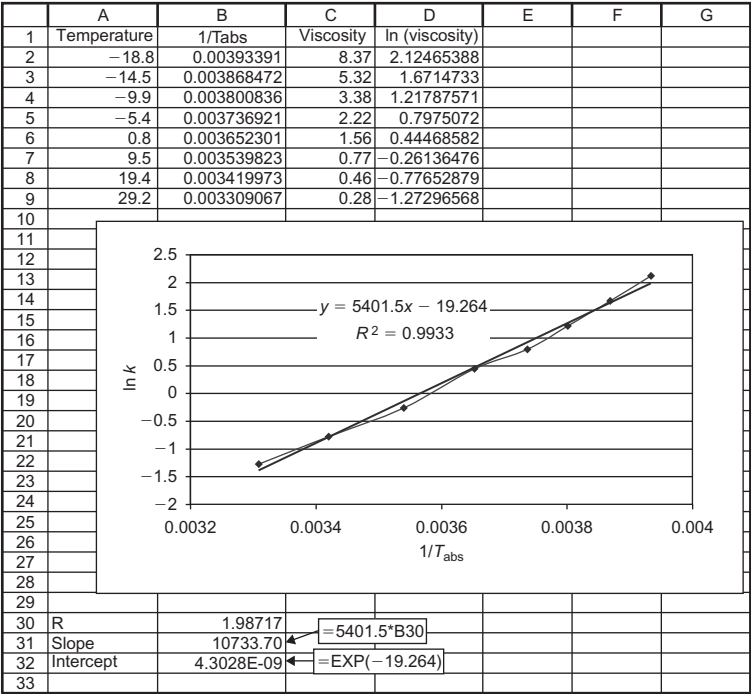 A B C D E F G
1 Temperature 1/Tabs Viscosity ln (viscosity)
2 −18.8 0.00393391 8.37 2.12465388
3 −14.5 0.003868472 5.32 1.6714733
4 −9.9 0.003800836 3.38 1.21787571
5 −5.4 0.003736921 2.22 0.7975072
6 0.8 0.003652301 1.56 0.44468582
7 9.5 0.003539823 0.77 −0.26136476
8 19.4 0.003419973 0.46 −0.77652879
9 29.2 0.003309067 0.28 −1.27296568
10
11
12
13
14
15
16
17
18
19
20
21
22
23
24
25
26
27
28
2.5
2
1.5
1
0.5
0
−0.5
−1
−1.5
−2
ln k
y = 5401.5x − 19.264
R² = 0.9933
0.0032 0.0034 0.0036 0.0038 0.004
1/Tabs
29
30 R 1.98717
=5401.5*B30
31 Slope 10733.70
32 Intercept 4.3028E-09 =EXP(−19.264)
33